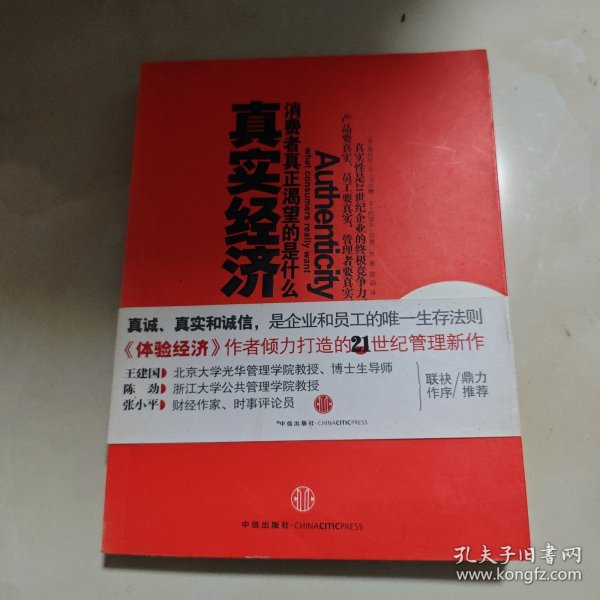 真实经济
消费者真正渴望的是什么
Authenticity
what consumers really want
产品要真实，员工要真实，管理者要真实，
真实性是21世纪企业的终极竞争力
真诚、真实和诚信，是企业和员工的唯一生存法则
《体验经济》作者倾力打造的21世纪管理新作
王建国 北京大学光华管理学院教授、博士生导师
陈 劲 浙江大学公共管理学院教授
张小平 财经作家、时事评论员
联袂作序/鼎力推荐
中信出版社·CHINACITICPRESS
中信出版社·CHINACITICPRESS
孔夫子旧书网
www.kongfz.com